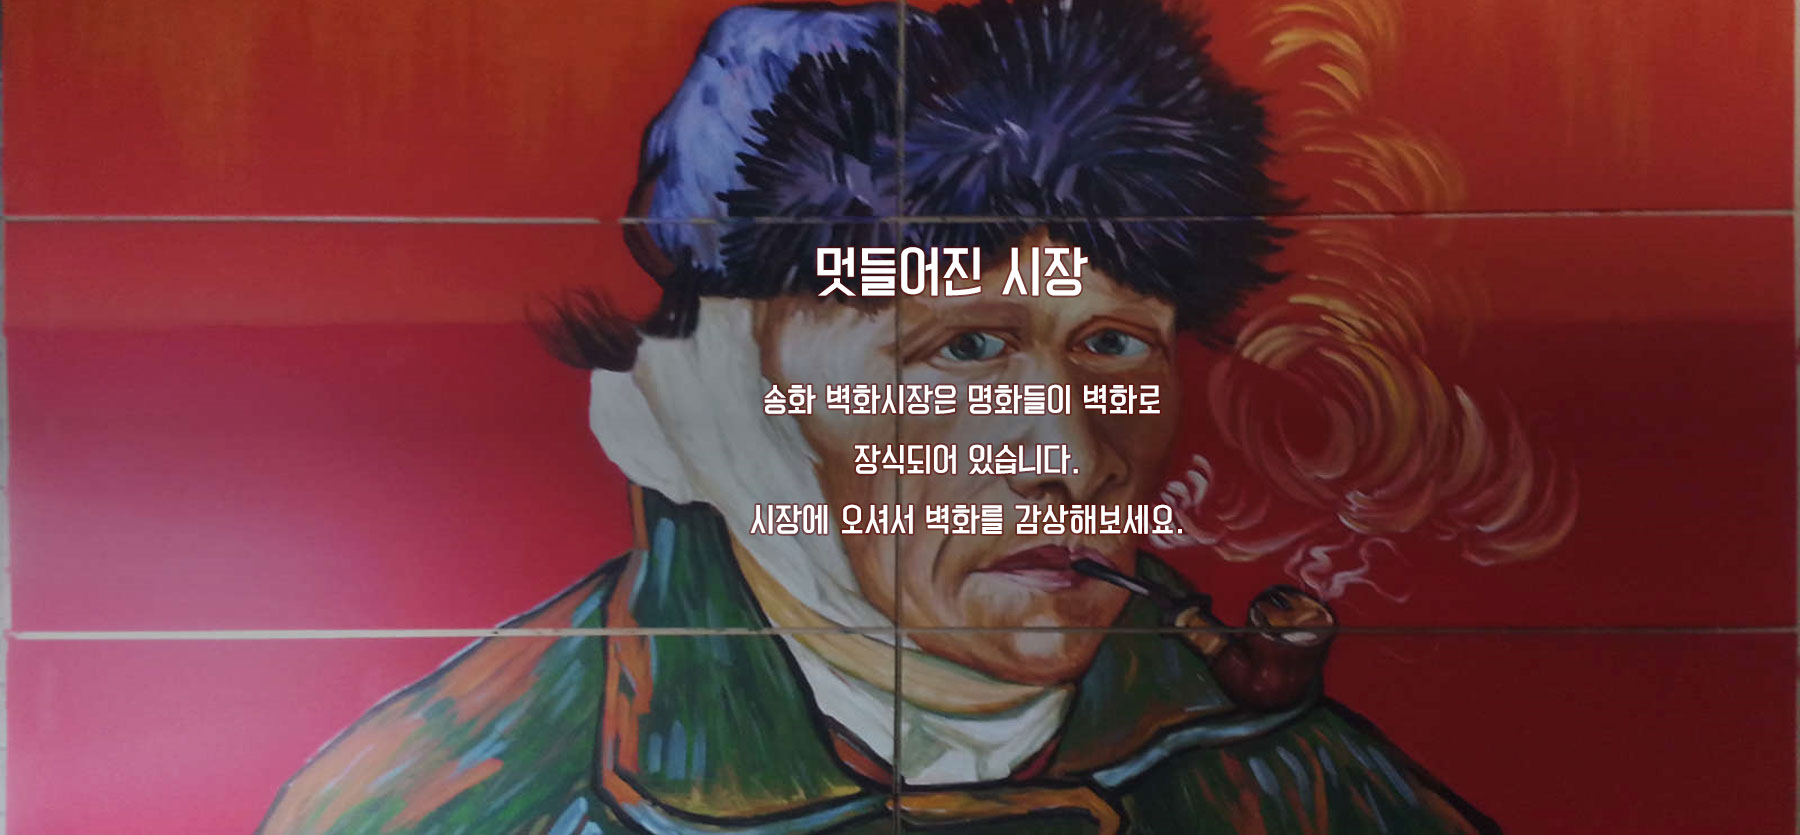 멋들어진 시장
송화 벽화시장은 명화들이 벽화로
장식되어 있습니다.
시장에 오셔서 벽화를 감상해보세요.